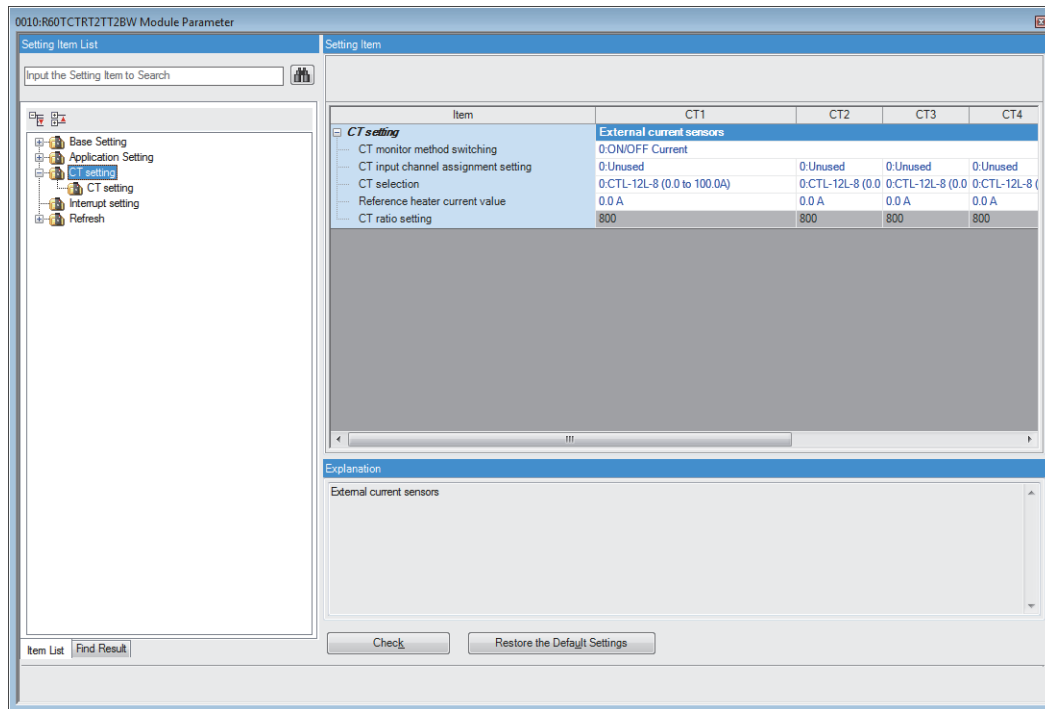 0010:R60TCTRT2TT2BW Module Parameter
Setting Item List
Input the Setting Item to Search
Base Setting
Application Setting
CT setting
CT setting
Interrupt setting
Refresh
Item List
Find Result
Setting Item
Item CT1 CT2 CT3 CT4
CT setting External current sensors
CT monitor method switching 0:ON/OFF Current
CT input channel assignment setting 0:Unused 0:Unused 0:Unused 0:Unused
CT selection 0:CTL-12L-8 (0.0 to 100.0A) 0:CTL-12L-8 (0.0 0:CTL-12L-8 (0.0 0:CTL-12L-8 (
Reference heater current value 0.0 A 0.0 A 0.0 A 0.0 A
CT ratio setting 800 800 800 800
Explanation
External current sensors
Check
Restore the Default Settings